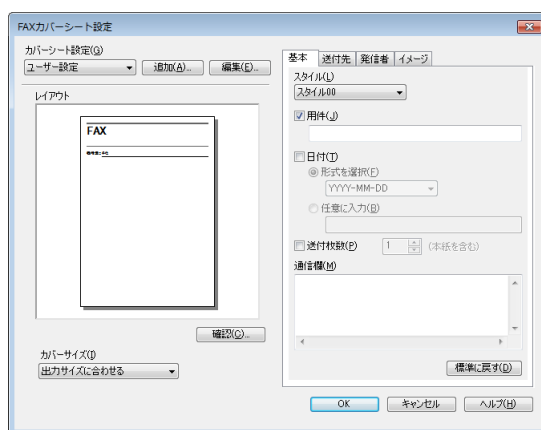 FAXカバーシート設定
カバーシート設定(G)
ユーザー設定
追加(A)...
編集(E)...
レイアウト
FAX
確認(C)...
カバーサイズ(I)
出力サイズに合わせる
基本 送付先 発信者 イメージ
スタイル(L)
スタイル00
用件(J)
日付(T)
形式を選択(F)
YYYY-MM-DD
任意に入力(B)
送付枚数(P) 1 (本紙を含む)
通信欄(M)
標準に戻す(D)
OK キャンセル ヘルプ(H)